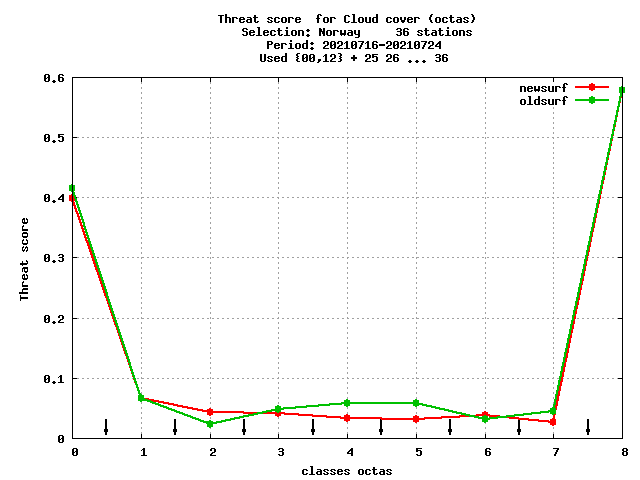 Threat score  for Cloud cover (octas)
Selection: Norway     36 stations
Period: 20210716-20210724
Used {00,12} + 25 26 ... 36
newsurf
oldsurf
0.6
0.5
0.4
0.3
0.2
0.1
0
Threat score
0 1 2 3 4 5 6 7 8
classes octas